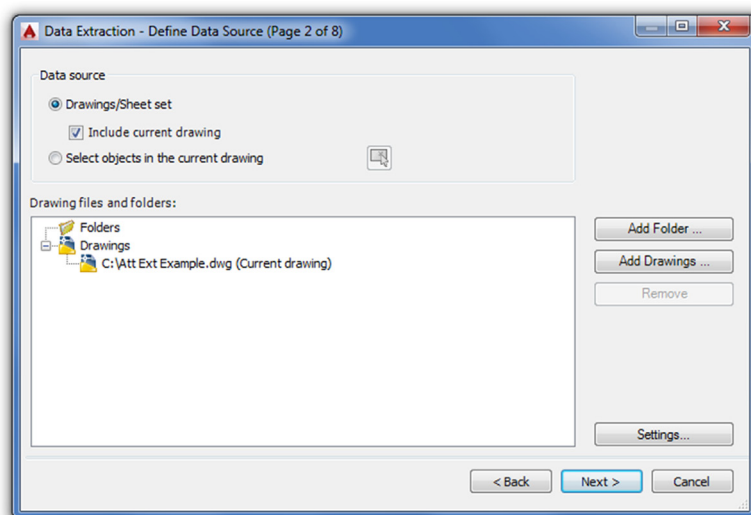 Data Extraction - Define Data Source (Page 2 of 8)
Data source
Drawings/Sheet set
Include current drawing
Select objects in the current drawing
Drawing files and folders:
Folders
Drawings
C:\Att Ext Example.dwg (Current drawing)
Add Folder ...
Add Drawings ...
Remove
Settings...
< Back
Next >
Cancel